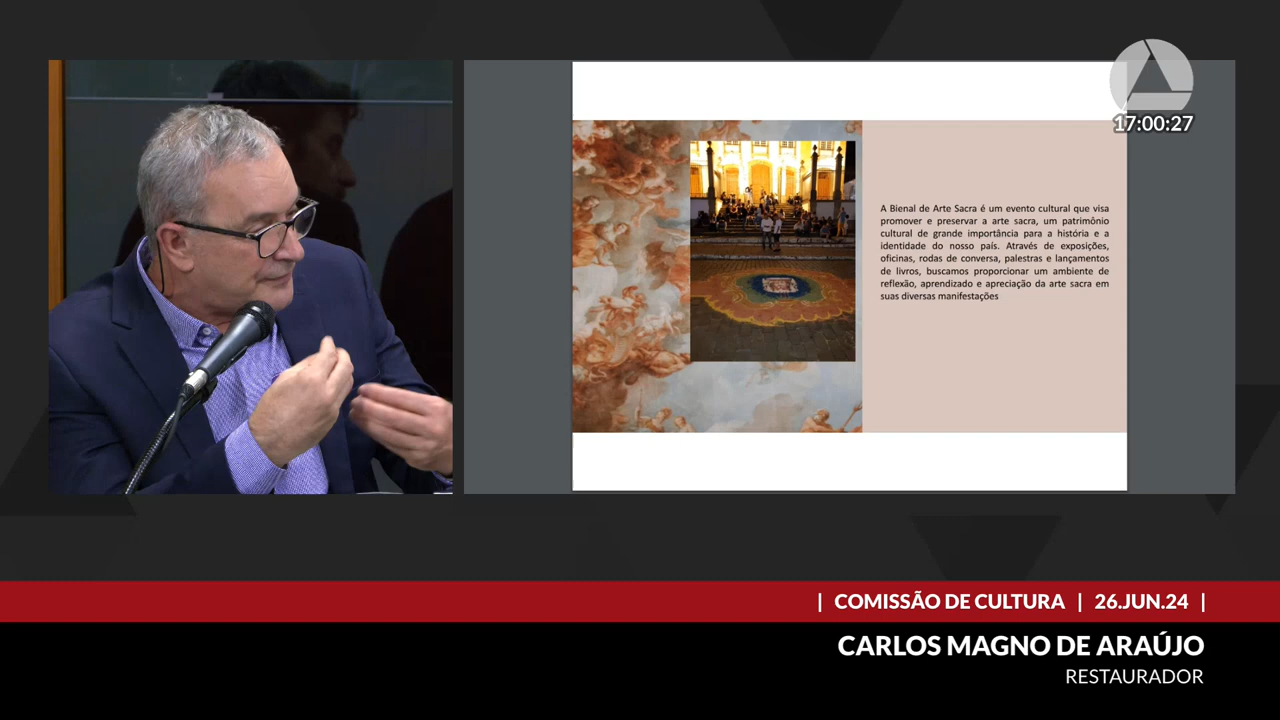 17:00:27
A Bienal de Arte Sacra é um evento cultural que visa
promover e preservar a arte sacra, um patrimônio
cultural de grande importância para a história e a
identidade do nosso país. Através de exposições,
oficinas, rodas de conversa, palestras e lançamentos
de livros, buscamos proporcionar um ambiente de
reflexão, aprendizado e apreciação da arte sacra em
suas diversas manifestações
| COMISSÃO DE CULTURA | 26.JUN.24 |
CARLOS MAGNO DE ARAÚJO
RESTAURADOR